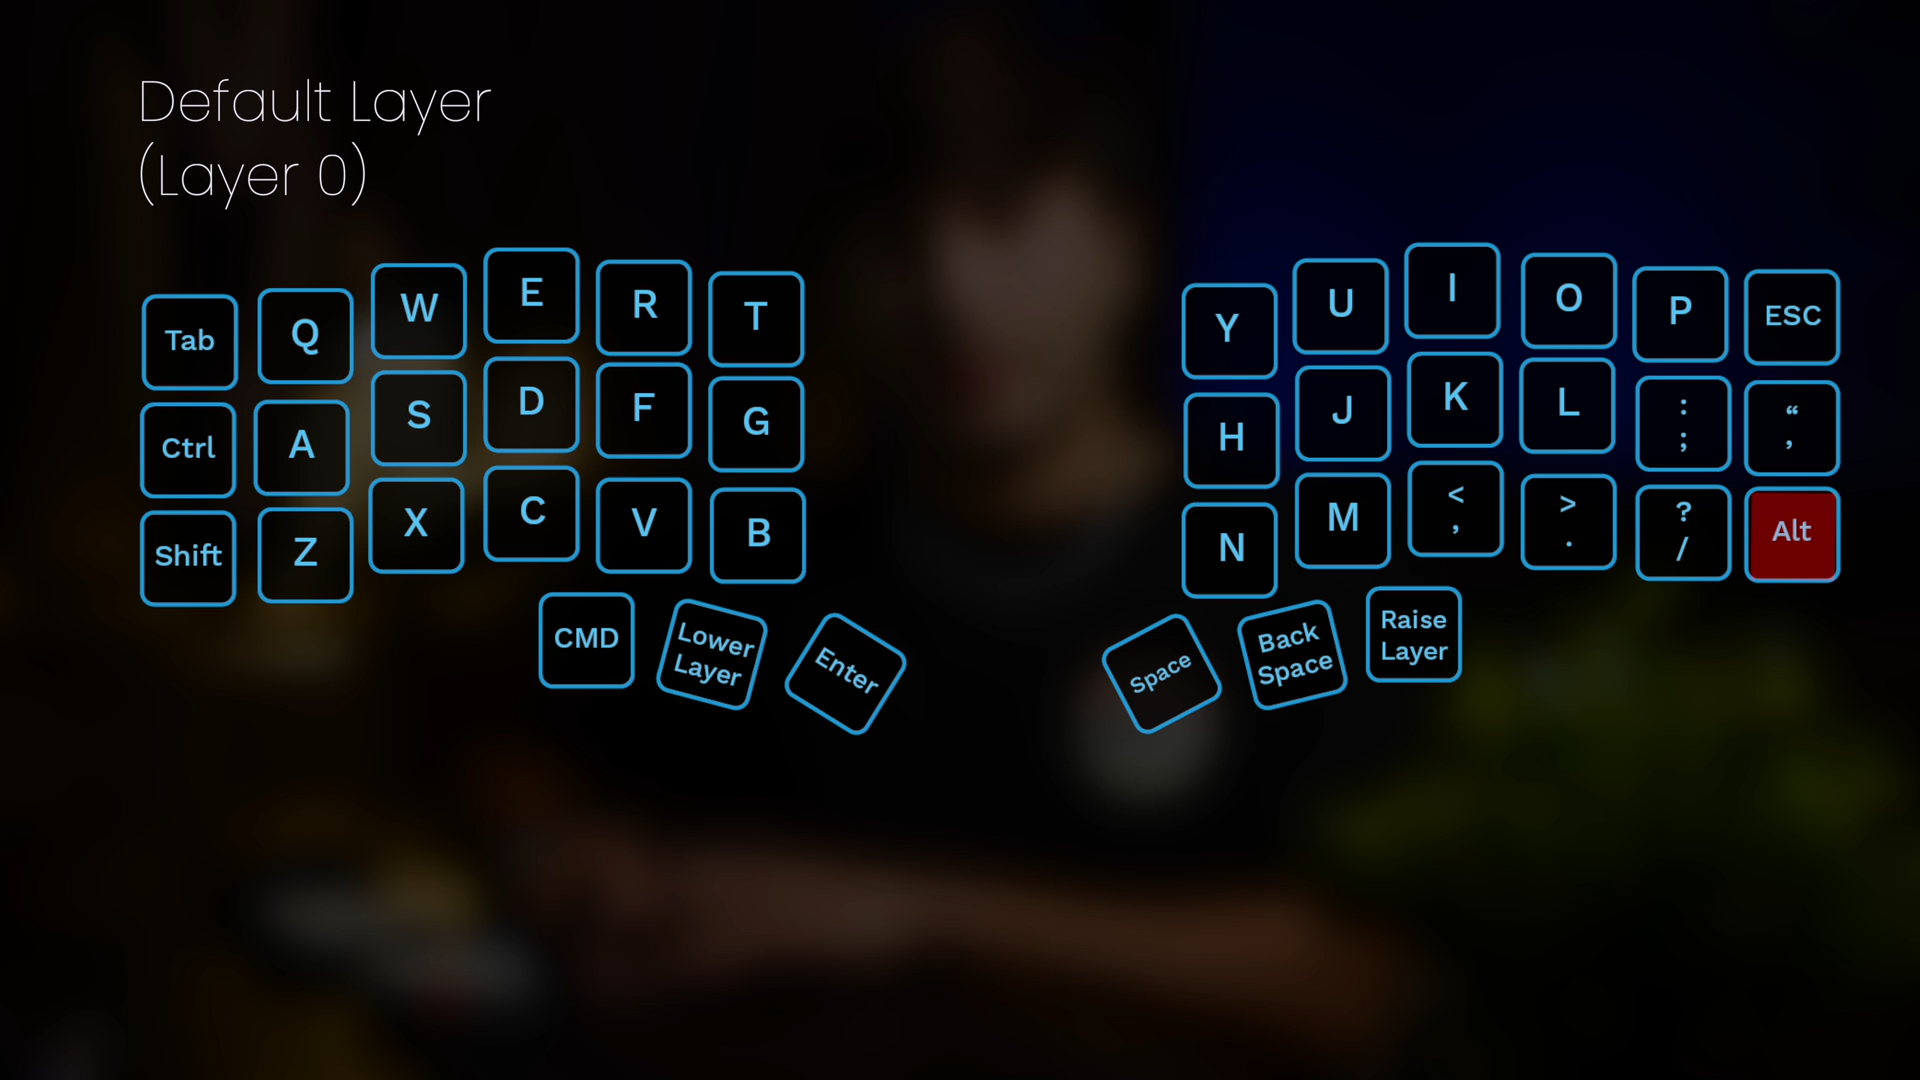 Default Layer
(Layer 0)
Tab Q W E R T Y U I O P ESC
Ctrl A S D F G H J K L : ; “ ,
Shift Z X C V B N M < , > . ? / Alt
CMD Lower Layer Enter Space Back Space Raise Layer